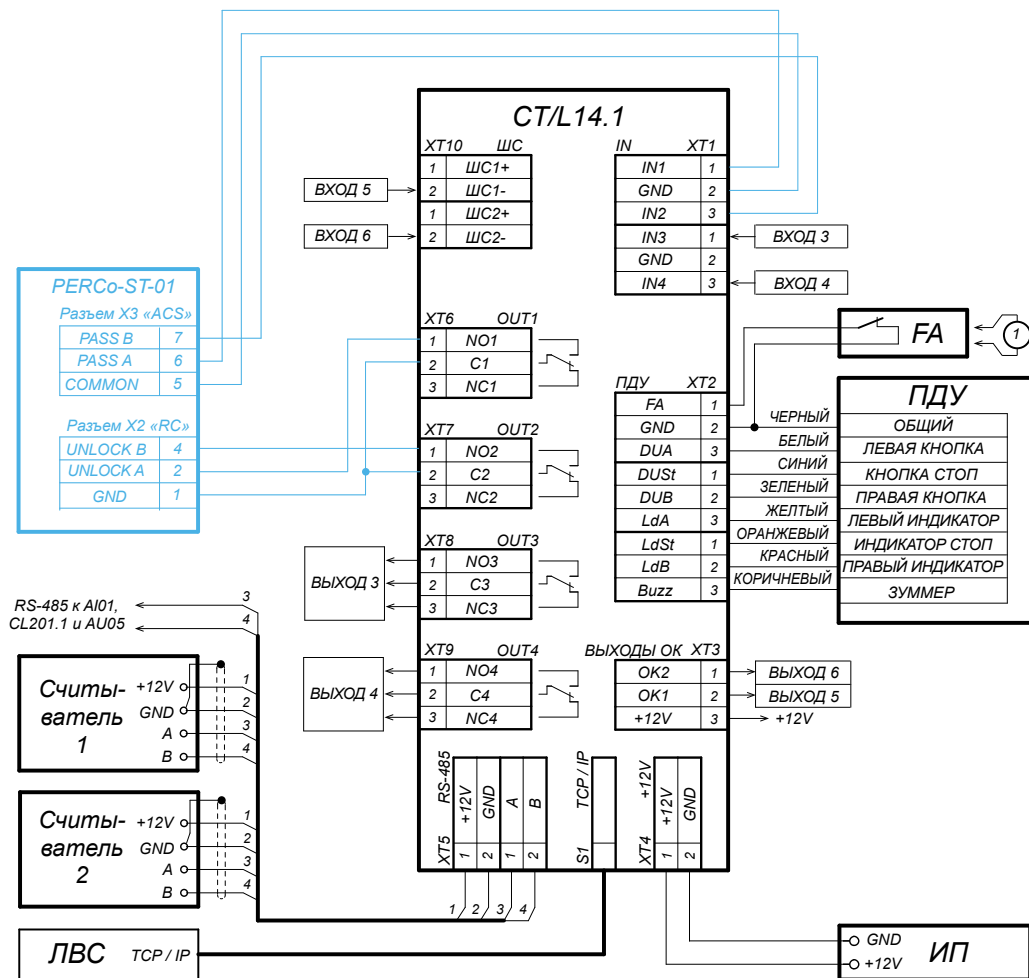 CT/L14.1
XT10 ШС
1 ШС1+
2 ШС1-
1 ШС2+
2 ШС2-
ВХОД 5
ВХОД 6
IN XT1
IN1 1
GND 2
IN2 3
IN3 1
GND 2
IN4 3
ВХОД 3
ВХОД 4
PERCo-ST-01
Разъем X3 «ACS»
PASS B 7
PASS A 6
COMMON 5
Разъем X2 «RC»
UNLOCK B 4
UNLOCK A 2
GND 1
XT6 OUT1
1 NO1
2 C1
3 NC1
XT7 OUT2
1 NO2
2 C2
3 NC2
XT8 OUT3
1 NO3
2 C3
3 NC3
ВЫХОД 3
XT9 OUT4
1 NO4
2 C4
3 NC4
ВЫХОД 4
FA
1
ПДУ XT2
FA 1
GND 2
DUA 3
DUSt 1
DUB 2
LdA 3
LdSt 1
LdB 2
Buzz 3
ЧЕРНЫЙ
БЕЛЫЙ
СИНИЙ
ЗЕЛЕНЫЙ
ЖЕЛТЫЙ
ОРАНЖЕВЫЙ
КРАСНЫЙ
КОРИЧНЕВЫЙ
ПДУ
ОБЩИЙ
ЛЕВАЯ КНОПКА
КНОПКА СТОП
ПРАВАЯ КНОПКА
ЛЕВЫЙ ИНДИКАТОР
ИНДИКАТОР СТОП
ПРАВЫЙ ИНДИКАТОР
ЗУММЕР
ВЫХОДЫ ОК XT3
OK2 1
OK1 2
+12V 3
ВЫХОД 6
ВЫХОД 5
+12V
RS-485 к AI01,
CL201.1 и AU05
3
4
Считы-
ватель
1
+12V 1
GND 2
A 3
B 4
Считы-
ватель
2
+12V 1
GND 2
A 3
B 4
XT5 RS-485
1 +12V
2 GND
1 A
2 B
1 2 3 4
S1 TCP / IP
XT4 +12V
1 +12V
2 GND
ЛВС TCP / IP
GND
+12V
ИП